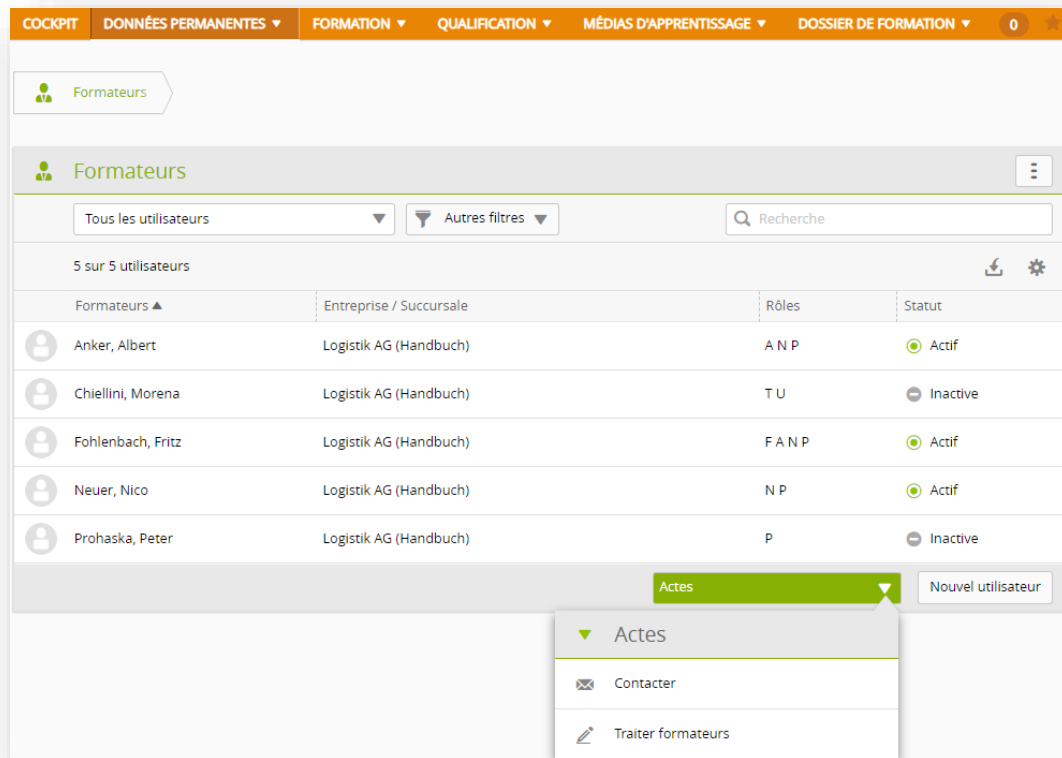 COCKPIT DONNÉES PERMANENTES FORMATION QUALIFICATION MÉDIAS D'APPRENTISSAGE DOSSIER DE FORMATION 0
Formateurs
Formateurs
Tous les utilisateurs Autres filtres Recherche
5 sur 5 utilisateurs
Formateurs Entreprise / Succursale Rôles Statut
Anker, Albert Logistik AG (Handbuch) A N P Actif
Chiellini, Morena Logistik AG (Handbuch) T U Inactive
Fohlenbach, Fritz Logistik AG (Handbuch) F A N P Actif
Neuer, Nico Logistik AG (Handbuch) N P Actif
Prohaska, Peter Logistik AG (Handbuch) P Inactive
Actes Nouvel utilisateur
Actes
Contacter
Traiter formateurs